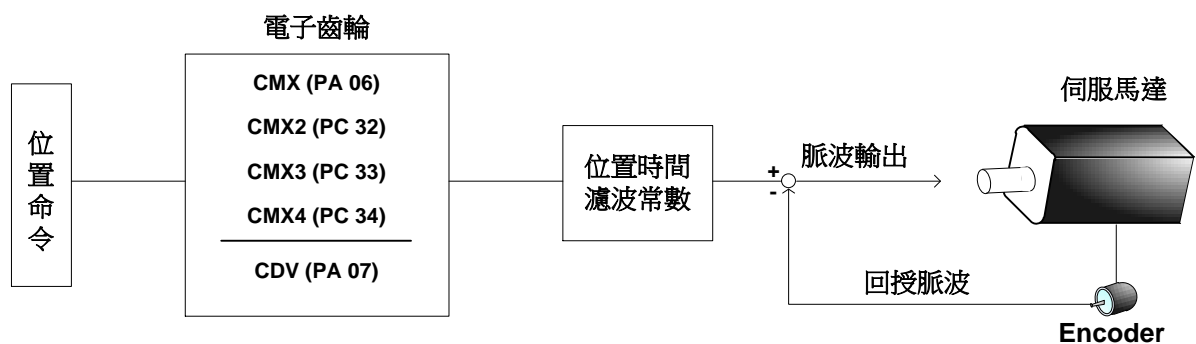 電子齒輪
位置命令
CMX (PA 06)
CMX2 (PC 32)
CMX3 (PC 33)
CMX4 (PC 34)
CDV (PA 07)
位置時間
濾波常數
+
-
脈波輸出
伺服馬達
回授脈波
Encoder